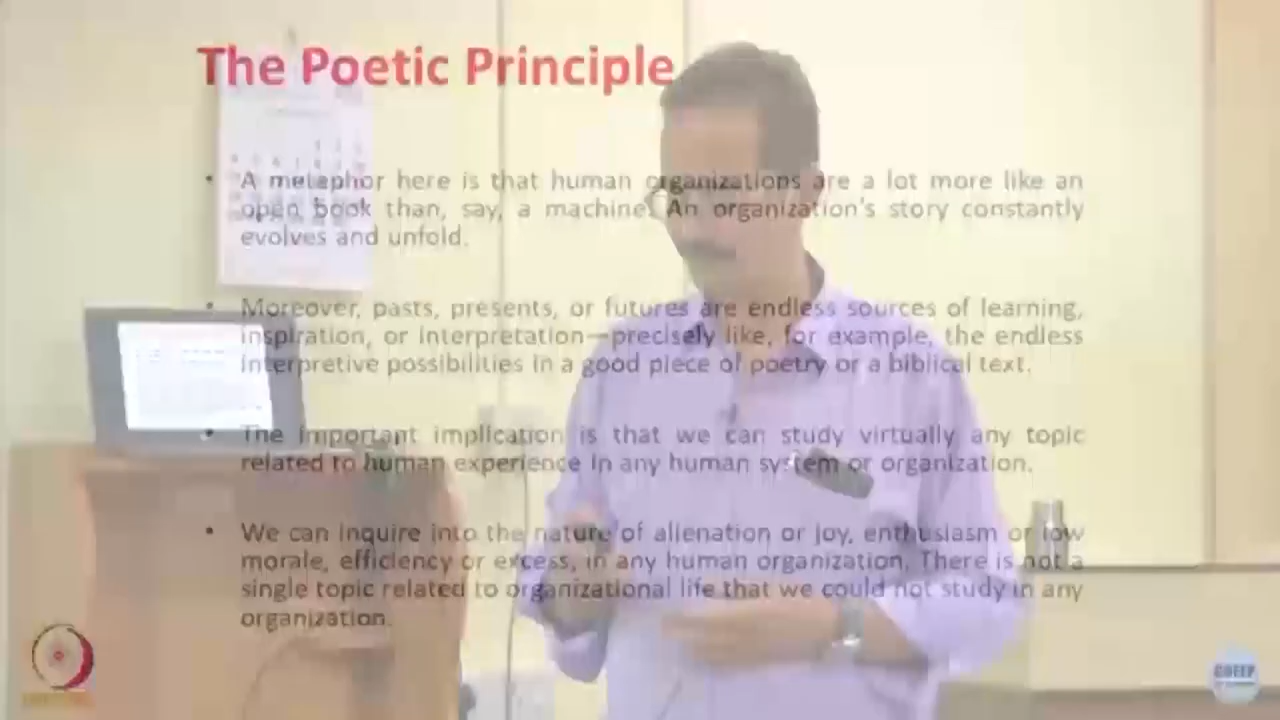 The Poetic Principle
• A metaphor here is that human organizations are a lot more like an
open book than, say, a machine. An organization's story constantly
evolves and unfold.
• Moreover, pasts, presents, or futures are endless sources of learning,
inspiration, or interpretation—precisely like, for example, the endless
interpretive possibilities in a good piece of poetry or a biblical text.
• The important implication is that we can study virtually any topic
related to human experience in any human system or organization.
• We can inquire into the nature of alienation or joy, enthusiasm or low
morale, efficiency or excess, in any human organization. There is not a
single topic related to organizational life that we could not study in any
organization.